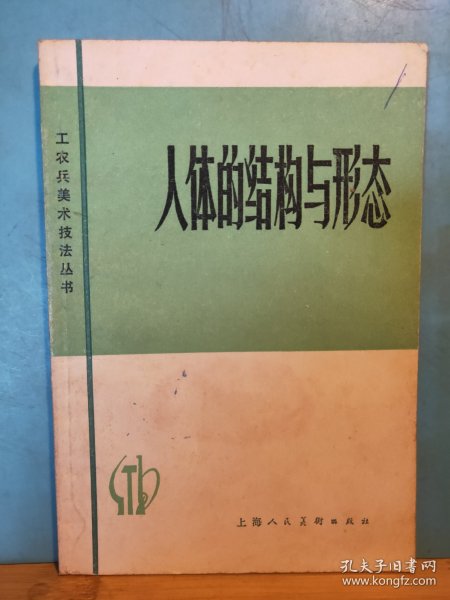 工农兵美术技法丛书
人体的结构与形态
上海人民美術出版社
孔夫子旧书网
www.kongfz.com